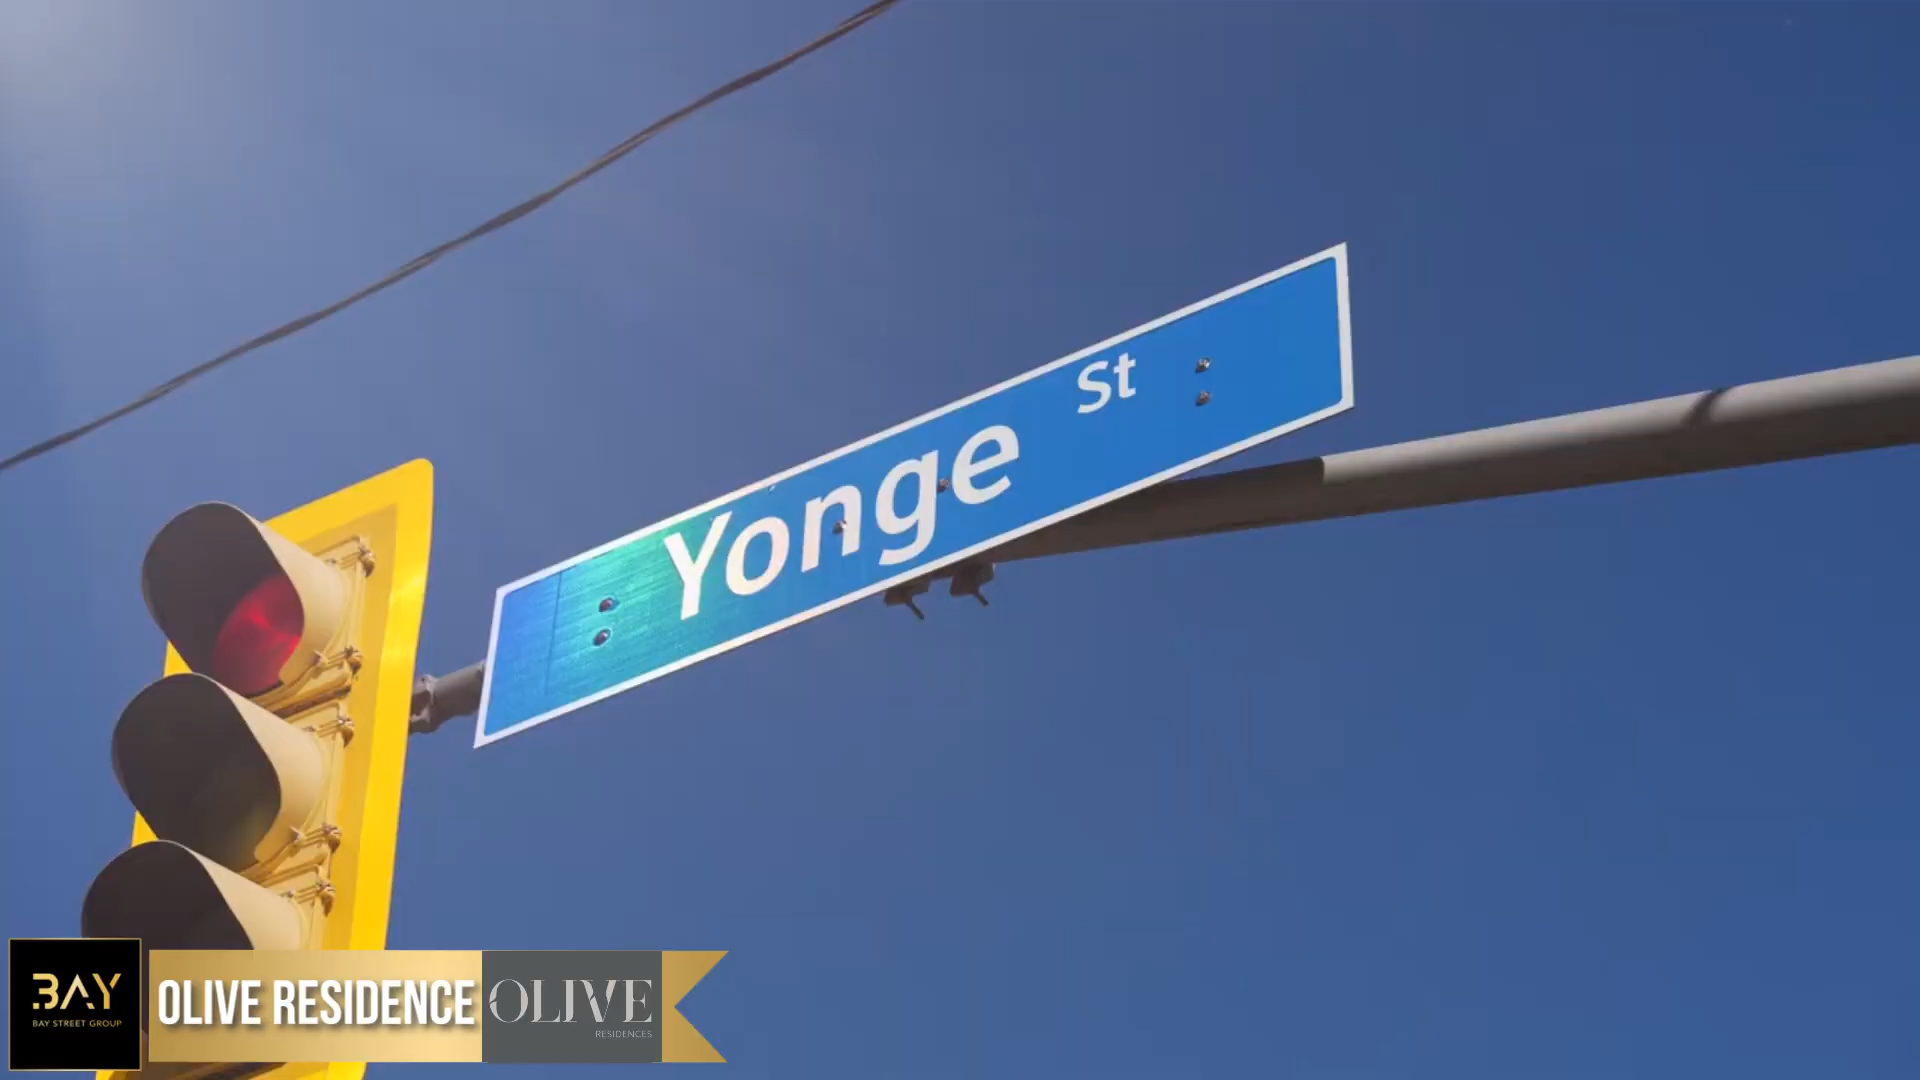 Yonge St
BAY
BAY STREET GROUP
OLIVE RESIDENCE
OLIVE
RESIDENCES